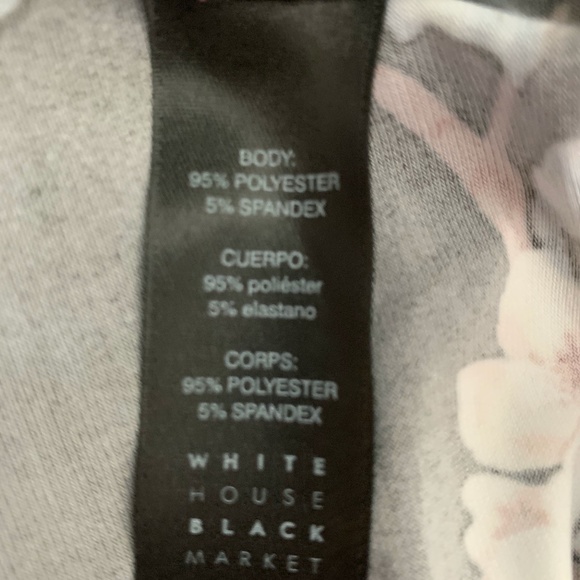 BODY:
95% POLYESTER
5% SPANDEX
CUERPO:
95% poliéster
5% elastano
CORPS:
95% POLYESTER
5% SPANDEX
WHITE
HOUSE
BLACK
MARKET